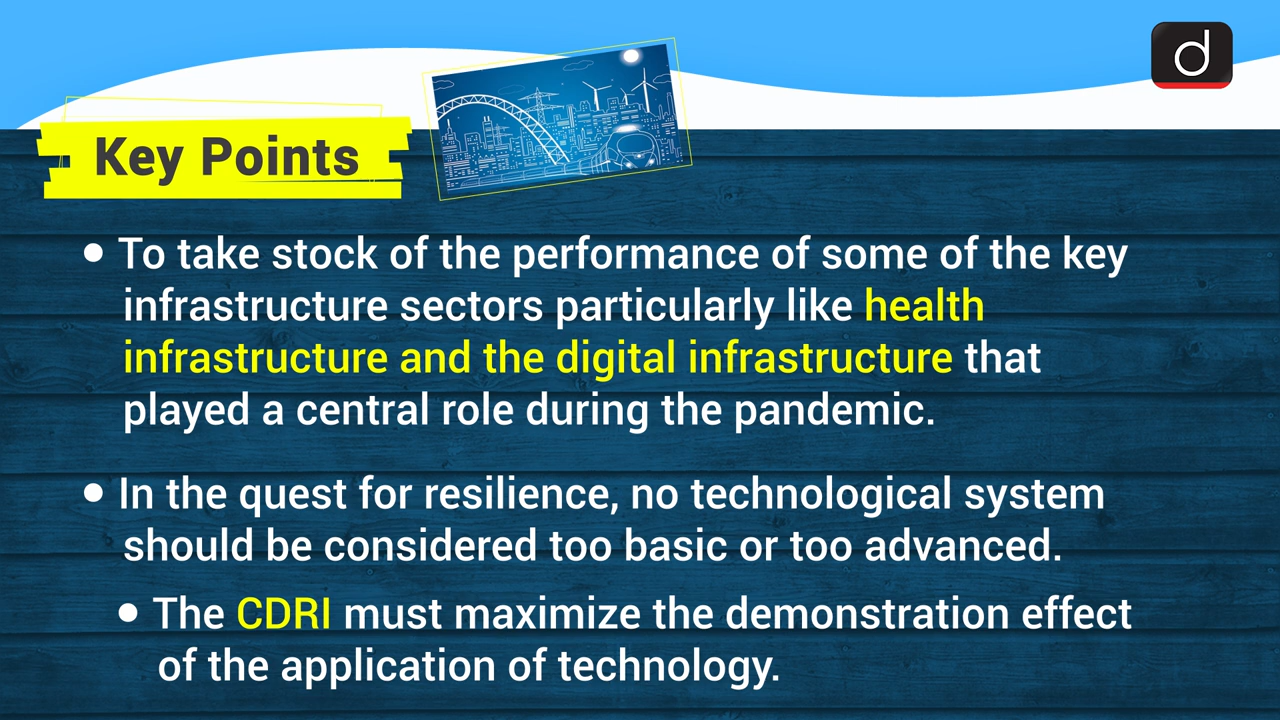 d
Key Points
• To take stock of the performance of some of the key
infrastructure sectors particularly like health
infrastructure and the digital infrastructure that
played a central role during the pandemic.
• In the quest for resilience, no technological system
should be considered too basic or too advanced.
• The CDRI must maximize the demonstration effect
of the application of technology.